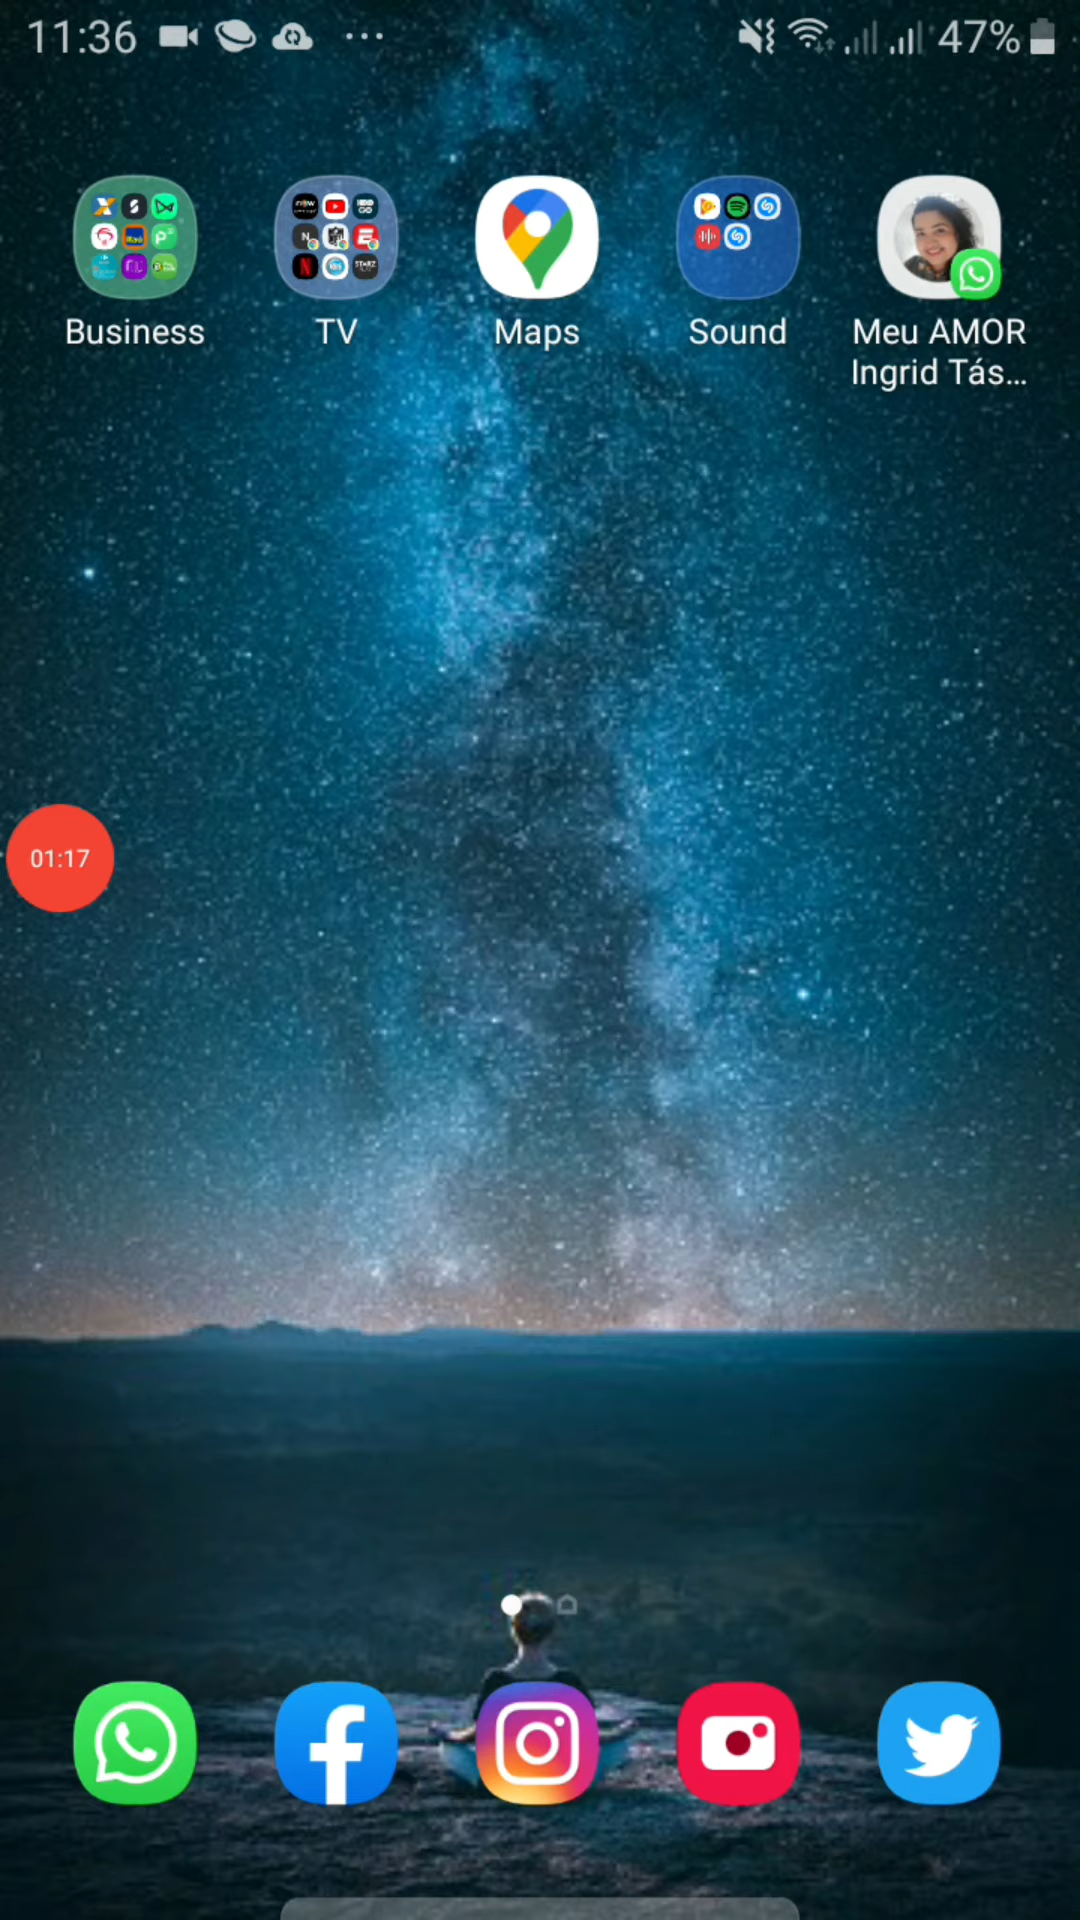 11:36
47%
Business
TV
Maps
Sound
Meu AMOR
Ingrid Tás...
01:17